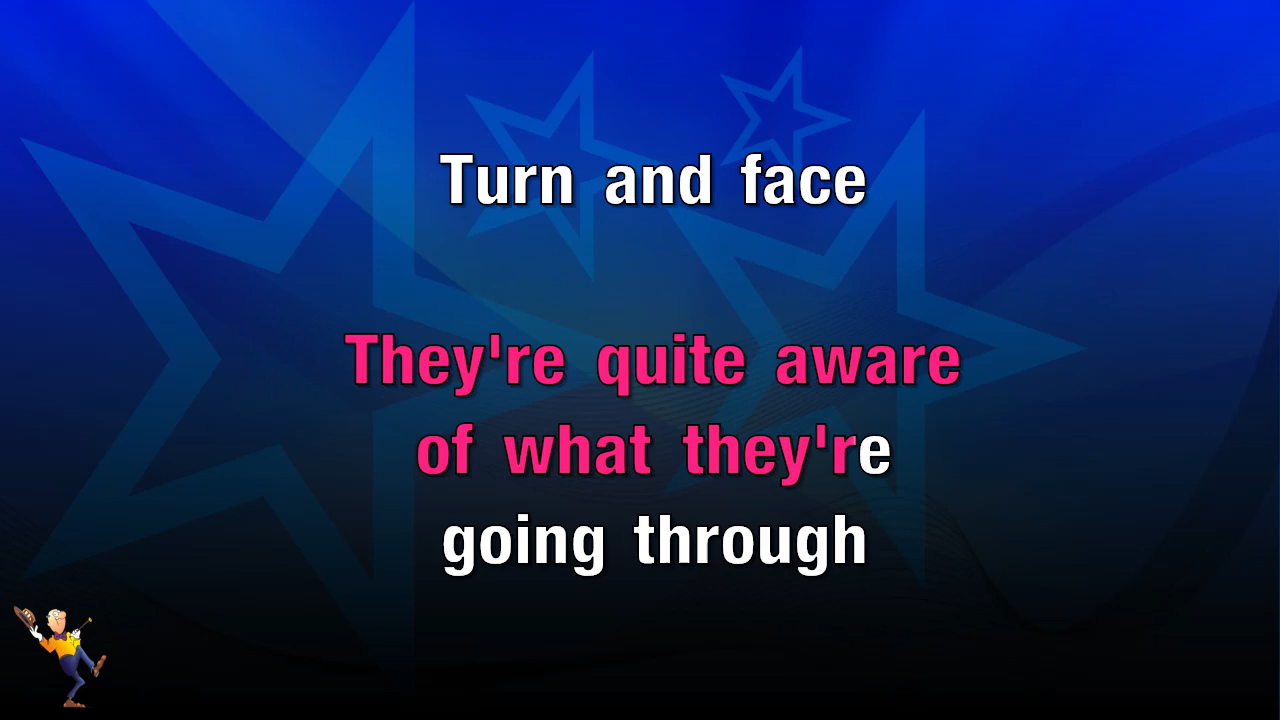 Turn and face
They're quite aware
of what they're
going through